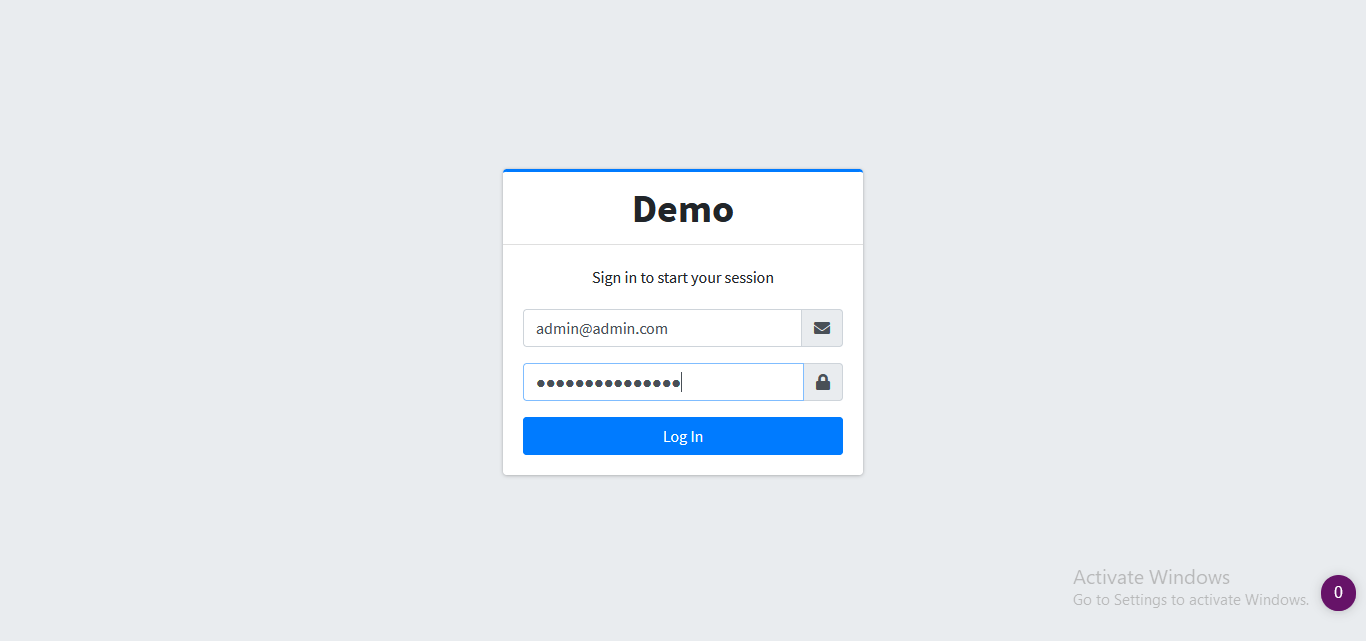 Demo
Sign in to start your session
admin@admin.com
●●●●●●●●●●●●●●●
Log In
Activate Windows
Go to Settings to activate Windows.
0